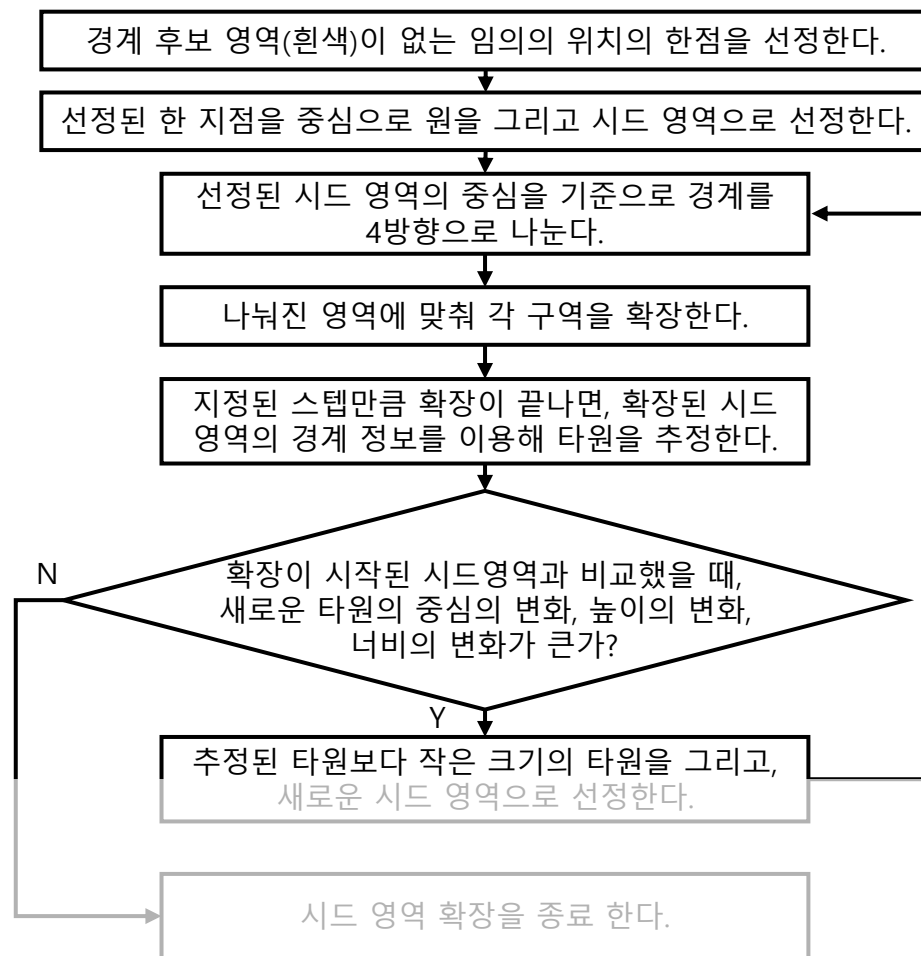 경계 후보 영역(흰색)이 없는 임의의 위치의 한점을 선정한다.
선정된 한 지점을 중심으로 원을 그리고 시드 영역으로 선정한다.
선정된 시드 영역의 중심을 기준으로 경계를
4방향으로 나눈다.
나눠진 영역에 맞춰 각 구역을 확장한다.
지정된 스텝만큼 확장이 끝나면, 확장된 시드
영역의 경계 정보를 이용해 타원을 추정한다.
N
확장이 시작된 시드영역과 비교했을 때,
새로운 타원의 중심의 변화, 높이의 변화,
너비의 변화가 큰가?
Y
추정된 타원보다 작은 크기의 타원을 그리고,
새로운 시드 영역으로 선정한다.
시드 영역 확장을 종료 한다.